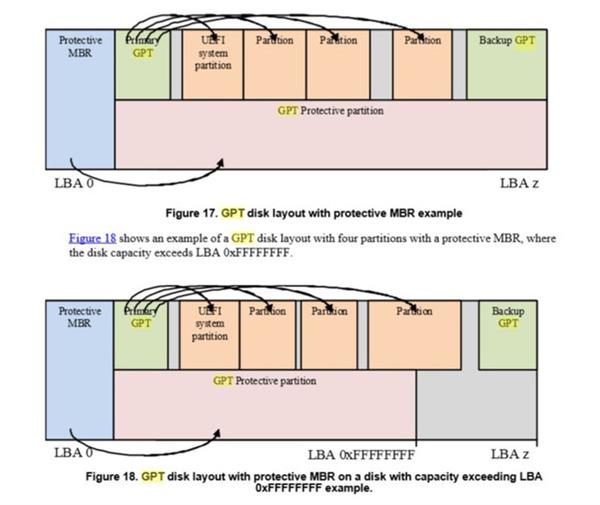 Protective
MBR
Primary
GPT
UEFI
system
partition
Partition
Partition
Partition
Backup GPT
GPT Protective partition
LBA 0
LBA z
Figure 17. GPT disk layout with protective MBR example
Figure 18 shows an example of a GPT disk layout with four partitions with a protective MBR, where
the disk capacity exceeds LBA 0xFFFFFFFF.
Protective
MBR
Primary
GPT
UEFI
system
partition
Partition
Partition
Partition
Backup
GPT
GPT Protective partition
LBA 0
LBA 0xFFFFFFFF
LBA z
Figure 18. GPT disk layout with protective MBR on a disk with capacity exceeding LBA
0xFFFFFFFF example.